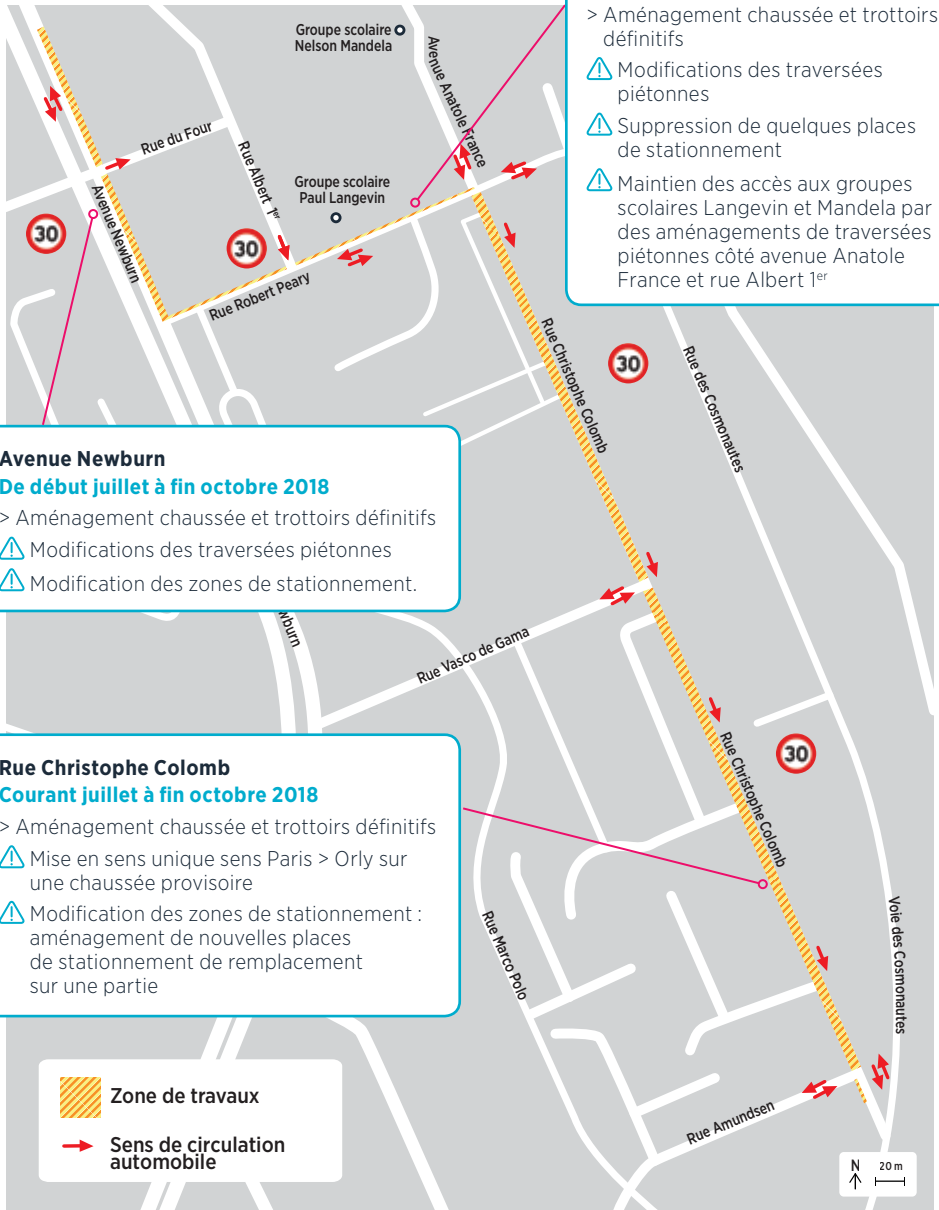 Groupe scolaire
Nelson Mandela
Avenue Anatole France
> Aménagement chaussée et trottoirs
définitifs
Modifications des traversées
piétonnes
Suppression de quelques places
de stationnement
Maintien des accès aux groupes
scolaires Langevin et Mandela par
des aménagements de traversées
piétonnes côté avenue Anatole
France et rue Albert 1er
Rue du Four
Rue Albert 1er
Groupe scolaire
Paul Langevin
30
30
Avenue Newburn
Rue Robert Peary
30
Rue Christophe Colomb
Rue des Cosmonautes
Avenue Newburn
De début juillet à fin octobre 2018
> Aménagement chaussée et trottoirs définitifs
Modifications des traversées piétonnes
Modification des zones de stationnement.
wburn
Rue Vasco de Gama
30
Rue Christophe Colomb
Rue Christophe Colomb
Courant juillet à fin octobre 2018
> Aménagement chaussée et trottoirs définitifs
Mise en sens unique sens Paris > Orly sur
une chaussée provisoire
Modification des zones de stationnement :
aménagement de nouvelles places
de stationnement de remplacement
sur une partie
Rue Marco Polo
Voie des Cosmonautes
Rue Amundsen
Zone de travaux
Sens de circulation
automobile
N
20 m